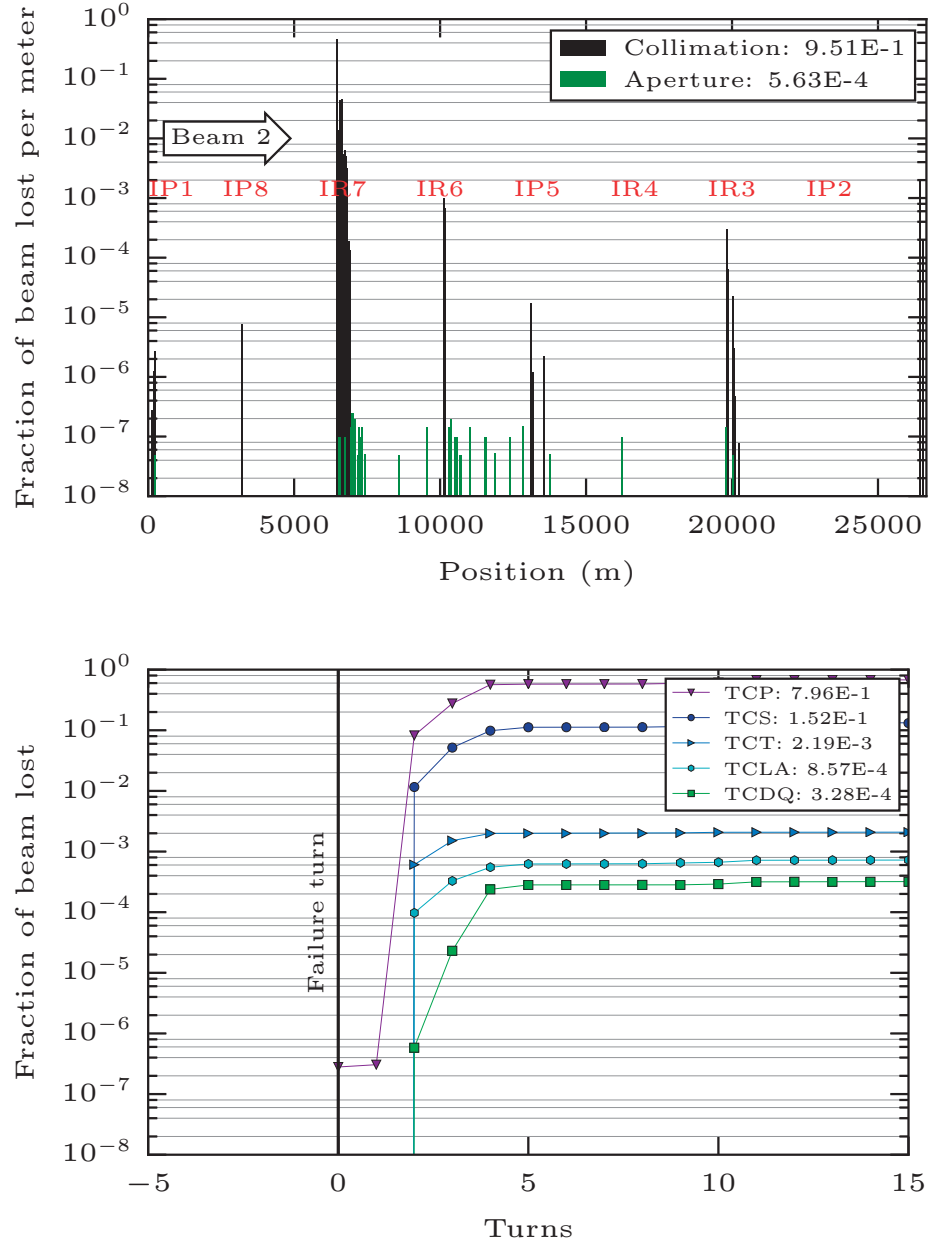 Fraction of beam lost per meter
10^0
10^-1
10^-2
10^-3
10^-4
10^-5
10^-6
10^-7
10^-8
Collimation: 9.51E-1
Aperture: 5.63E-4
Beam 2
IP1 IP8 IR7 IR6 IP5 IR4 IR3 IP2
0 5000 10000 15000 20000 25000
Position (m)
Fraction of beam lost
10^0
10^-1
10^-2
10^-3
10^-4
10^-5
10^-6
10^-7
10^-8
Failure turn
TCP: 7.96E-1
TCS: 1.52E-1
TCT: 2.19E-3
TCLA: 8.57E-4
TCDQ: 3.28E-4
−5 0 5 10 15
Turns